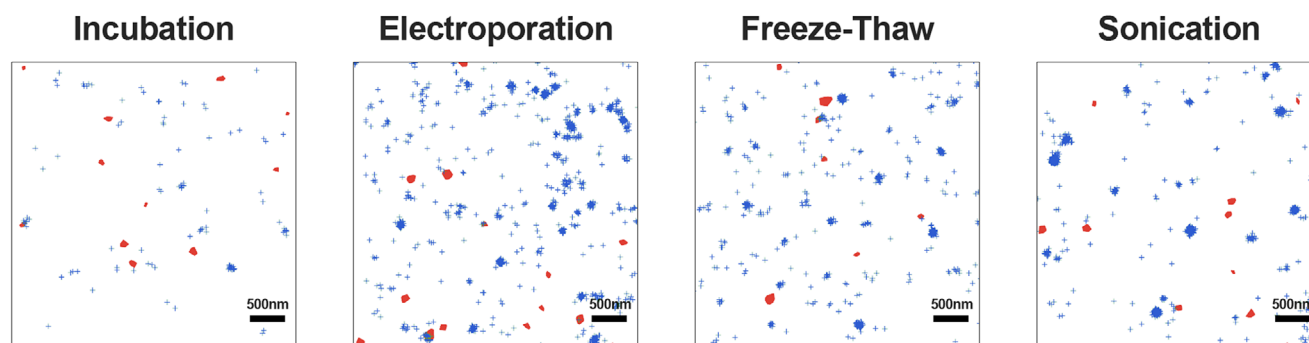 Incubation
Electroporation
Freeze-Thaw
Sonication
500nm
500nm
500nm
500nm